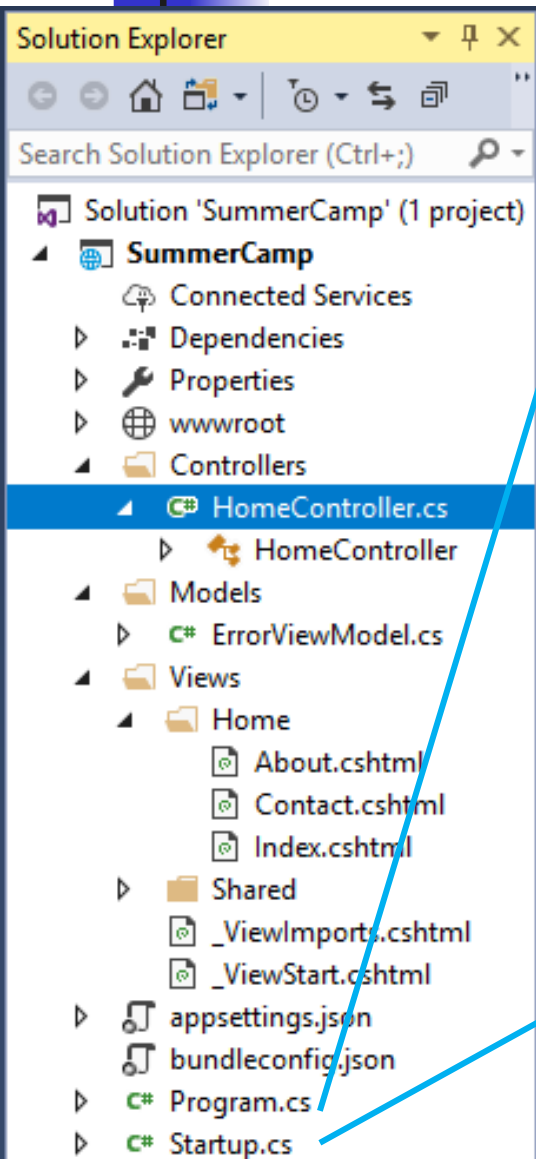 Solution Explorer
Search Solution Explorer (Ctrl+;)
Solution 'SummerCamp' (1 project)
SummerCamp
Connected Services
Dependencies
Properties
wwwroot
Controllers
C# HomeController.cs
HomeController
Models
C# ErrorViewModel.cs
Views
Home
About.cshtml
Contact.cshtml
Index.cshtml
Shared
_ViewImports.cshtml
_ViewStart.cshtml
appsettings.json
bundleconfig.json
C# Program.cs
C# Startup.cs